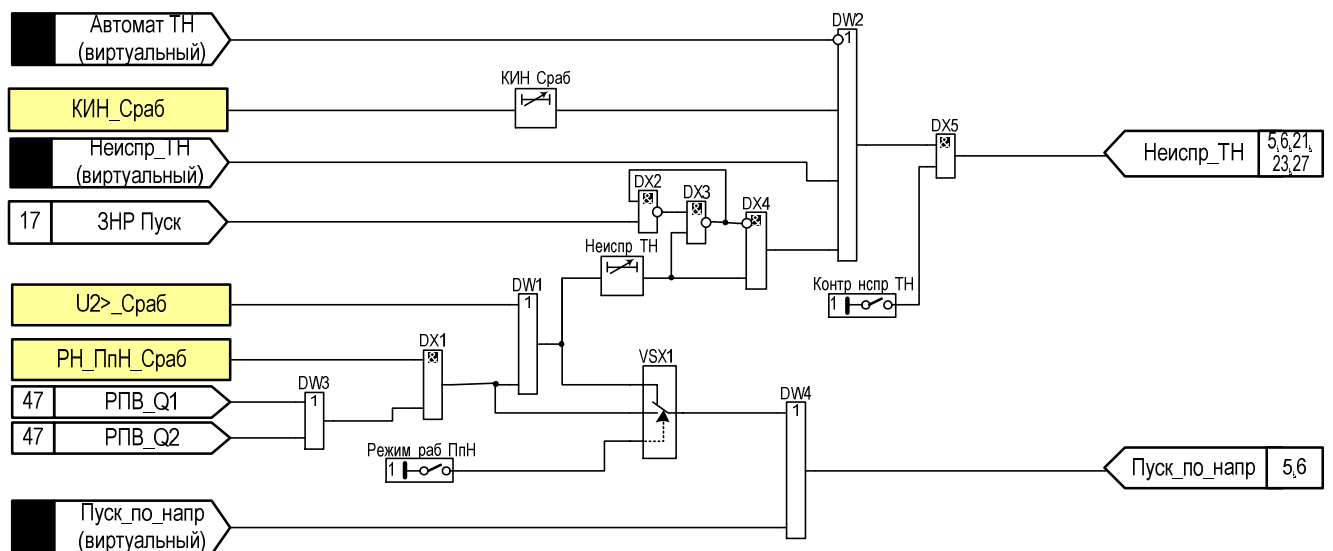 Автомат ТН
(виртуальный)
DW2
1
КИН_Сраб
КИН_Сраб
Неиспр_ТН
(виртуальный)
DX5
&
Неиспр_ТН
5,6,21,
23,27
17
ЗНР Пуск
DX2
&
DX3
&
DX4
&
Неиспр_ТН
Контр_нспр_ТН
1
U2>_Сраб
DW1
1
РН_ПпН_Сраб
DX1
&
VSX1
47
РПВ_Q1
DW3
1
47
РПВ_Q2
DW4
1
Режим_раб_ПпН
1
Пуск_по_напр
5,6
Пуск_по_напр
(виртуальный)